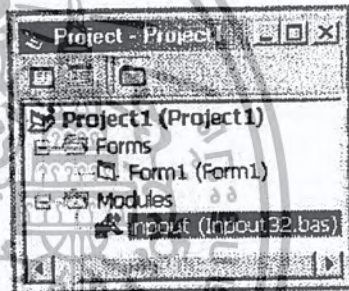 Project - Project1
Project1 (Project1)
Forms
Form1 (Form1)
Modules
Inpout (Inpout32.bas)